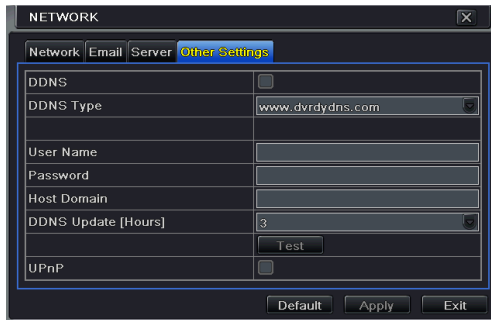 NETWORK
Network Email Server Other Settings
DDNS
DDNS Type www.dvrdydns.com
User Name
Password
Host Domain
DDNS Update [Hours] 3
Test
UPnP
Default Apply Exit